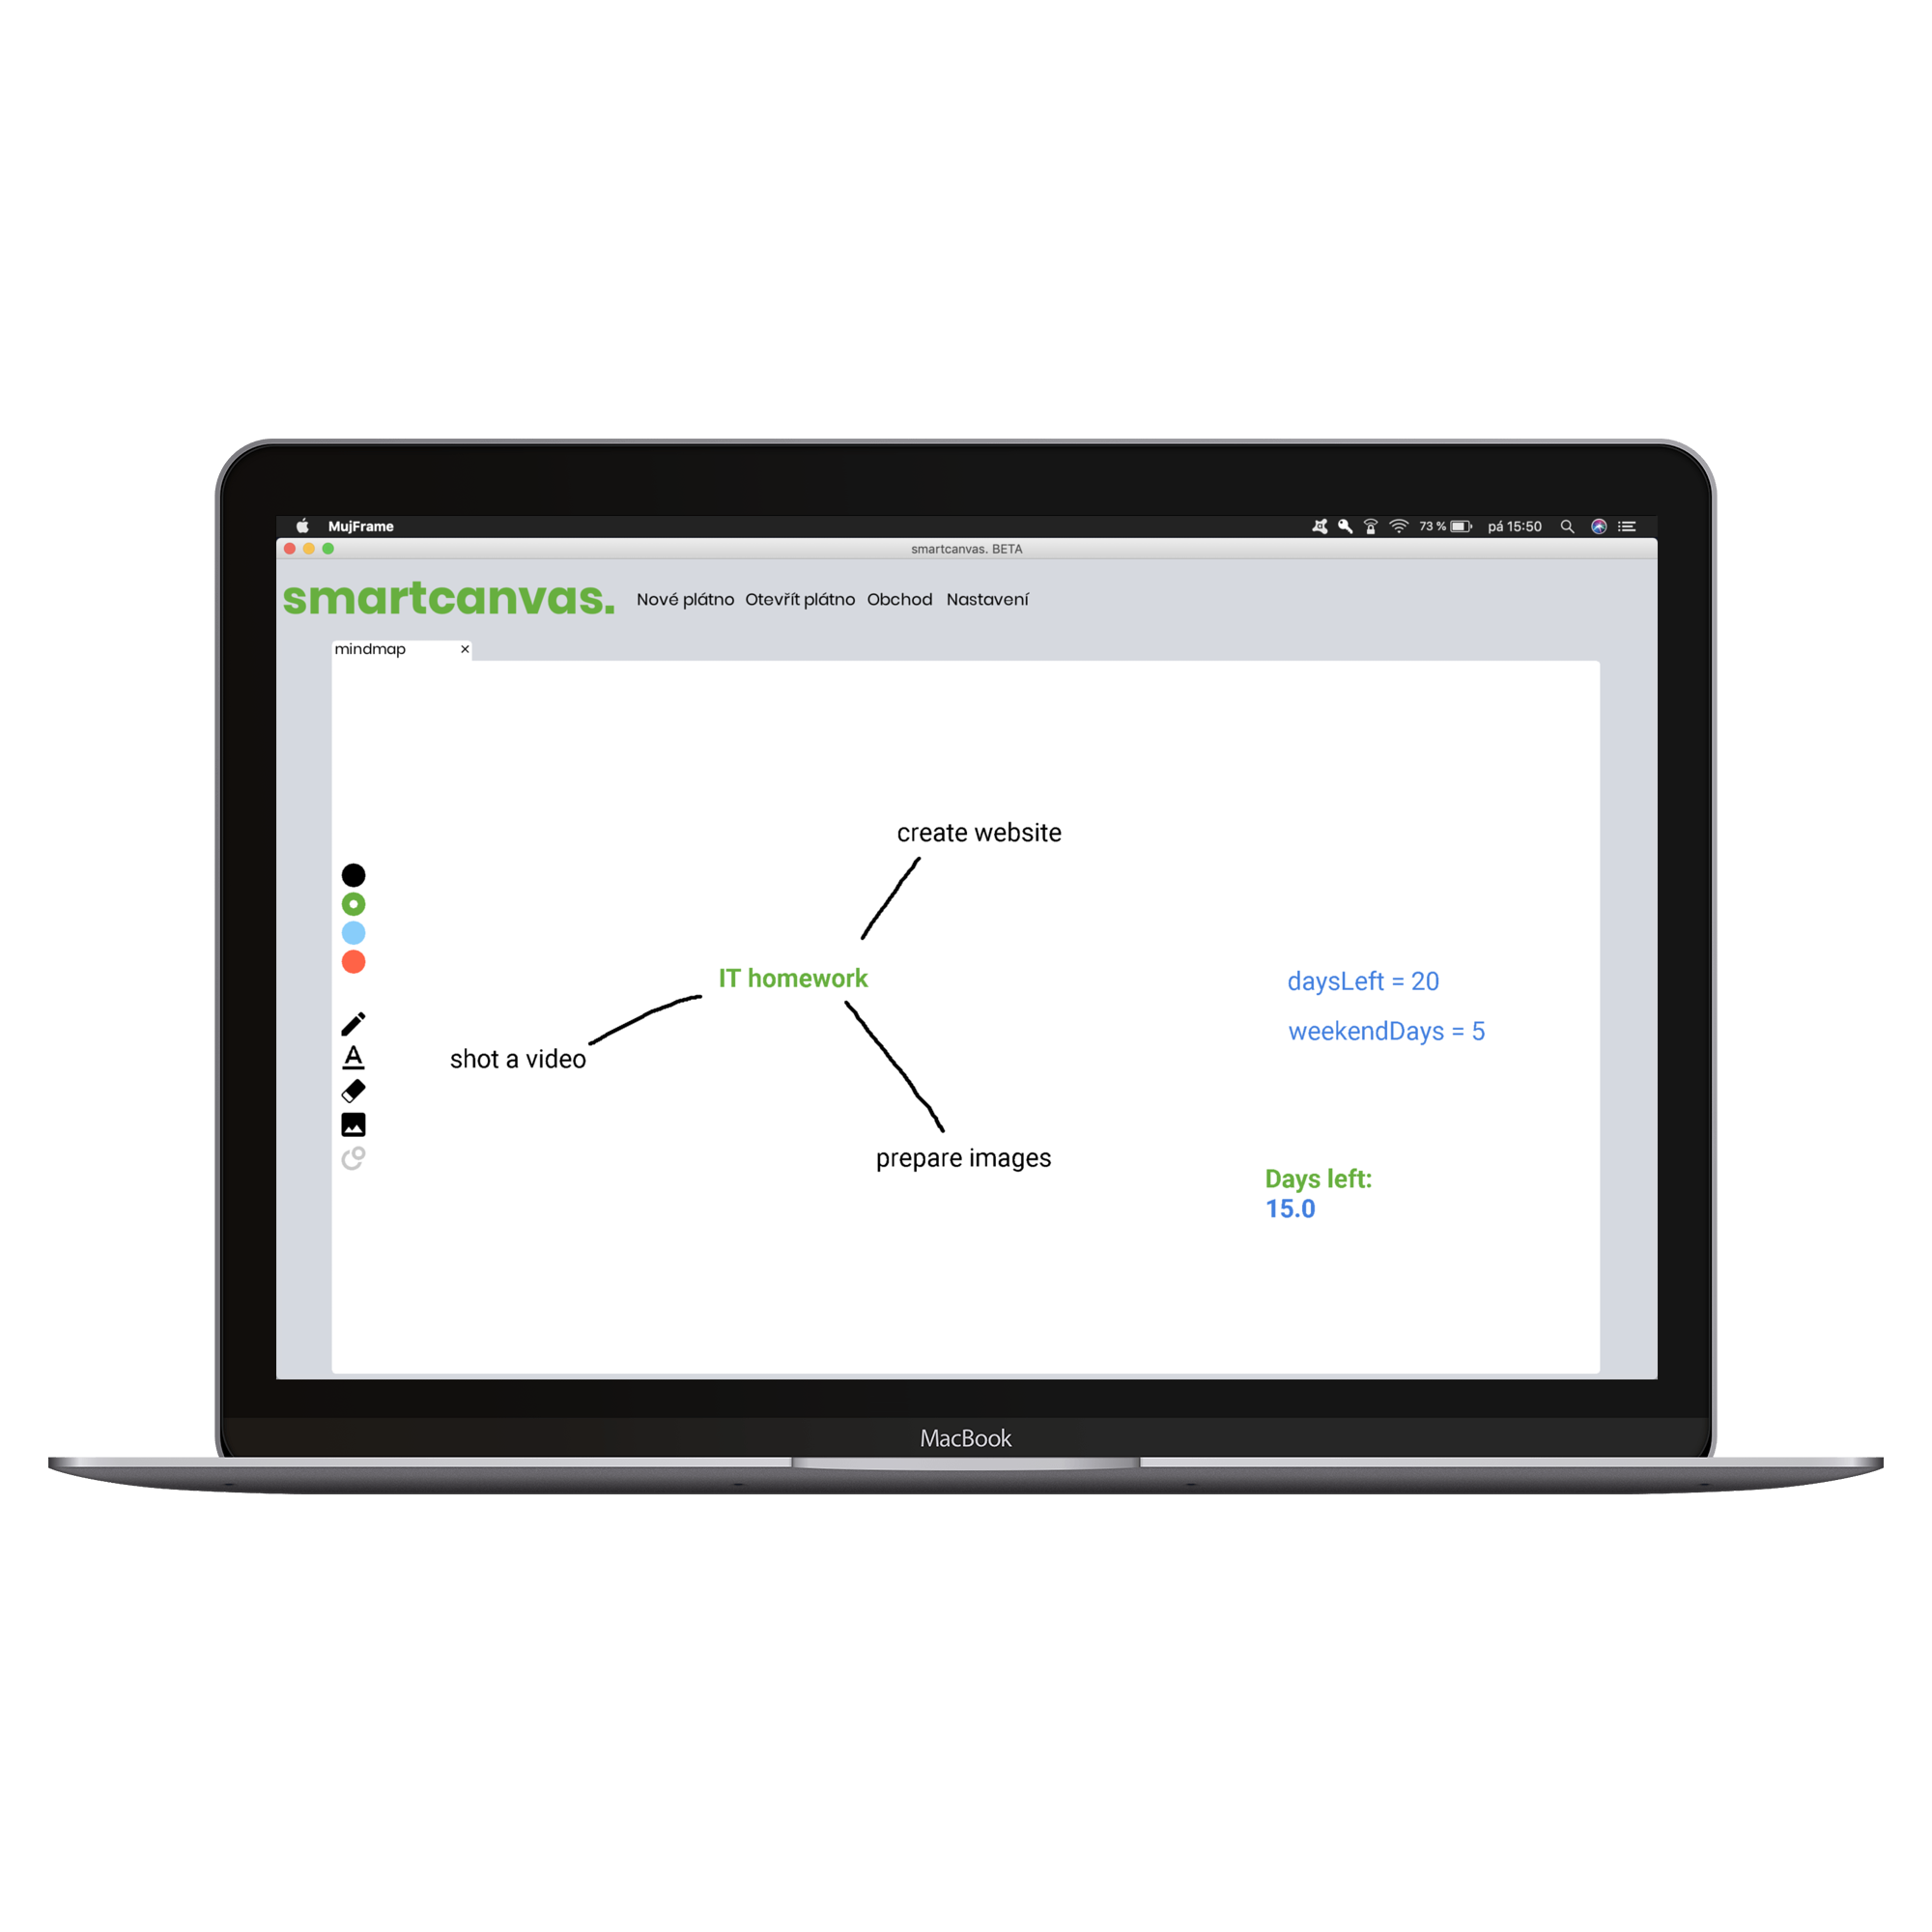 MujFrame 73 % pá 15:50
smartcanvas. BETA
smartcanvas. Nové plátno Otevřít plátno Obchod Nastavení
mindmap ×
create website
IT homework
shot a video
prepare images
daysLeft = 20
weekendDays = 5
Days left:
15.0
A
MacBook